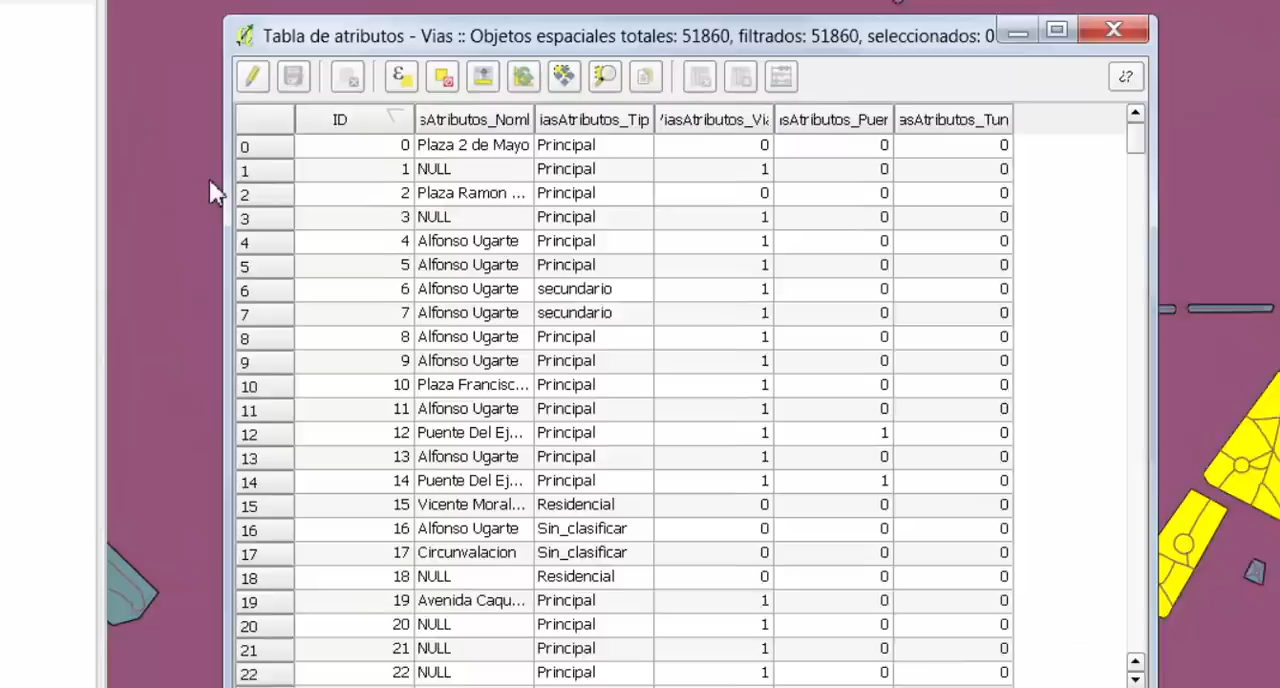 Tabla de atributos - Vias :: Objetos espaciales totales: 51860, filtrados: 51860, seleccionados: 0
ε
¿?
ID sAtributos_Noml iasAtributos_Tip 'iasAtributos_Via ısAtributos_Puer asAtributos_Tun
0 0 Plaza 2 de Mayo Principal 0 0 0
1 1 NULL Principal 1 0 0
2 2 Plaza Ramon ... Principal 0 0 0
3 3 NULL Principal 1 0 0
4 4 Alfonso Ugarte Principal 1 0 0
5 5 Alfonso Ugarte Principal 1 0 0
6 6 Alfonso Ugarte secundario 1 0 0
7 7 Alfonso Ugarte secundario 1 0 0
8 8 Alfonso Ugarte Principal 1 0 0
9 9 Alfonso Ugarte Principal 1 0 0
10 10 Plaza Francisc... Principal 1 0 0
11 11 Alfonso Ugarte Principal 1 0 0
12 12 Puente Del Ej... Principal 1 1 0
13 13 Alfonso Ugarte Principal 1 0 0
14 14 Puente Del Ej... Principal 1 1 0
15 15 Vicente Moral... Residencial 0 0 0
16 16 Alfonso Ugarte Sin_clasificar 0 0 0
17 17 Circunvalacion Sin_clasificar 0 0 0
18 18 NULL Residencial 0 0 0
19 19 Avenida Caqu... Principal 1 0 0
20 20 NULL Principal 1 0 0
21 21 NULL Principal 1 0 0
22 22 NULL Principal 1 0 0